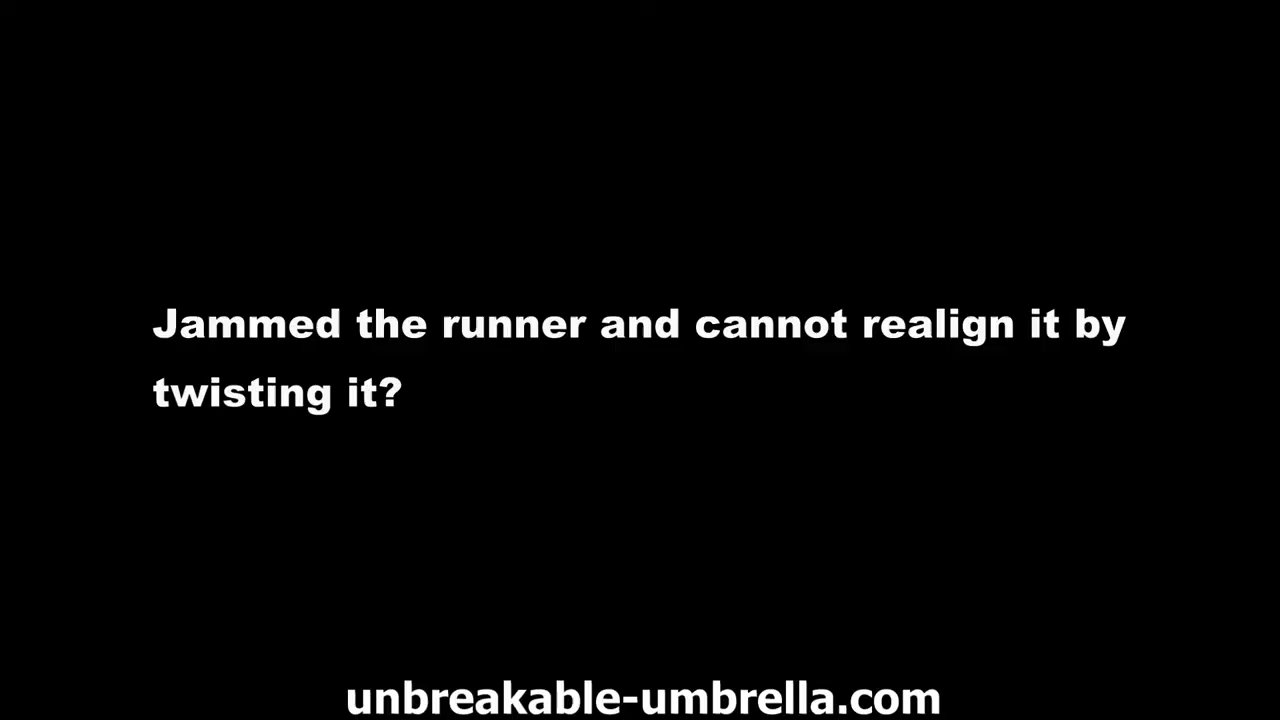 Jammed the runner and cannot realign it by
twisting it?
unbreakable-umbrella.com